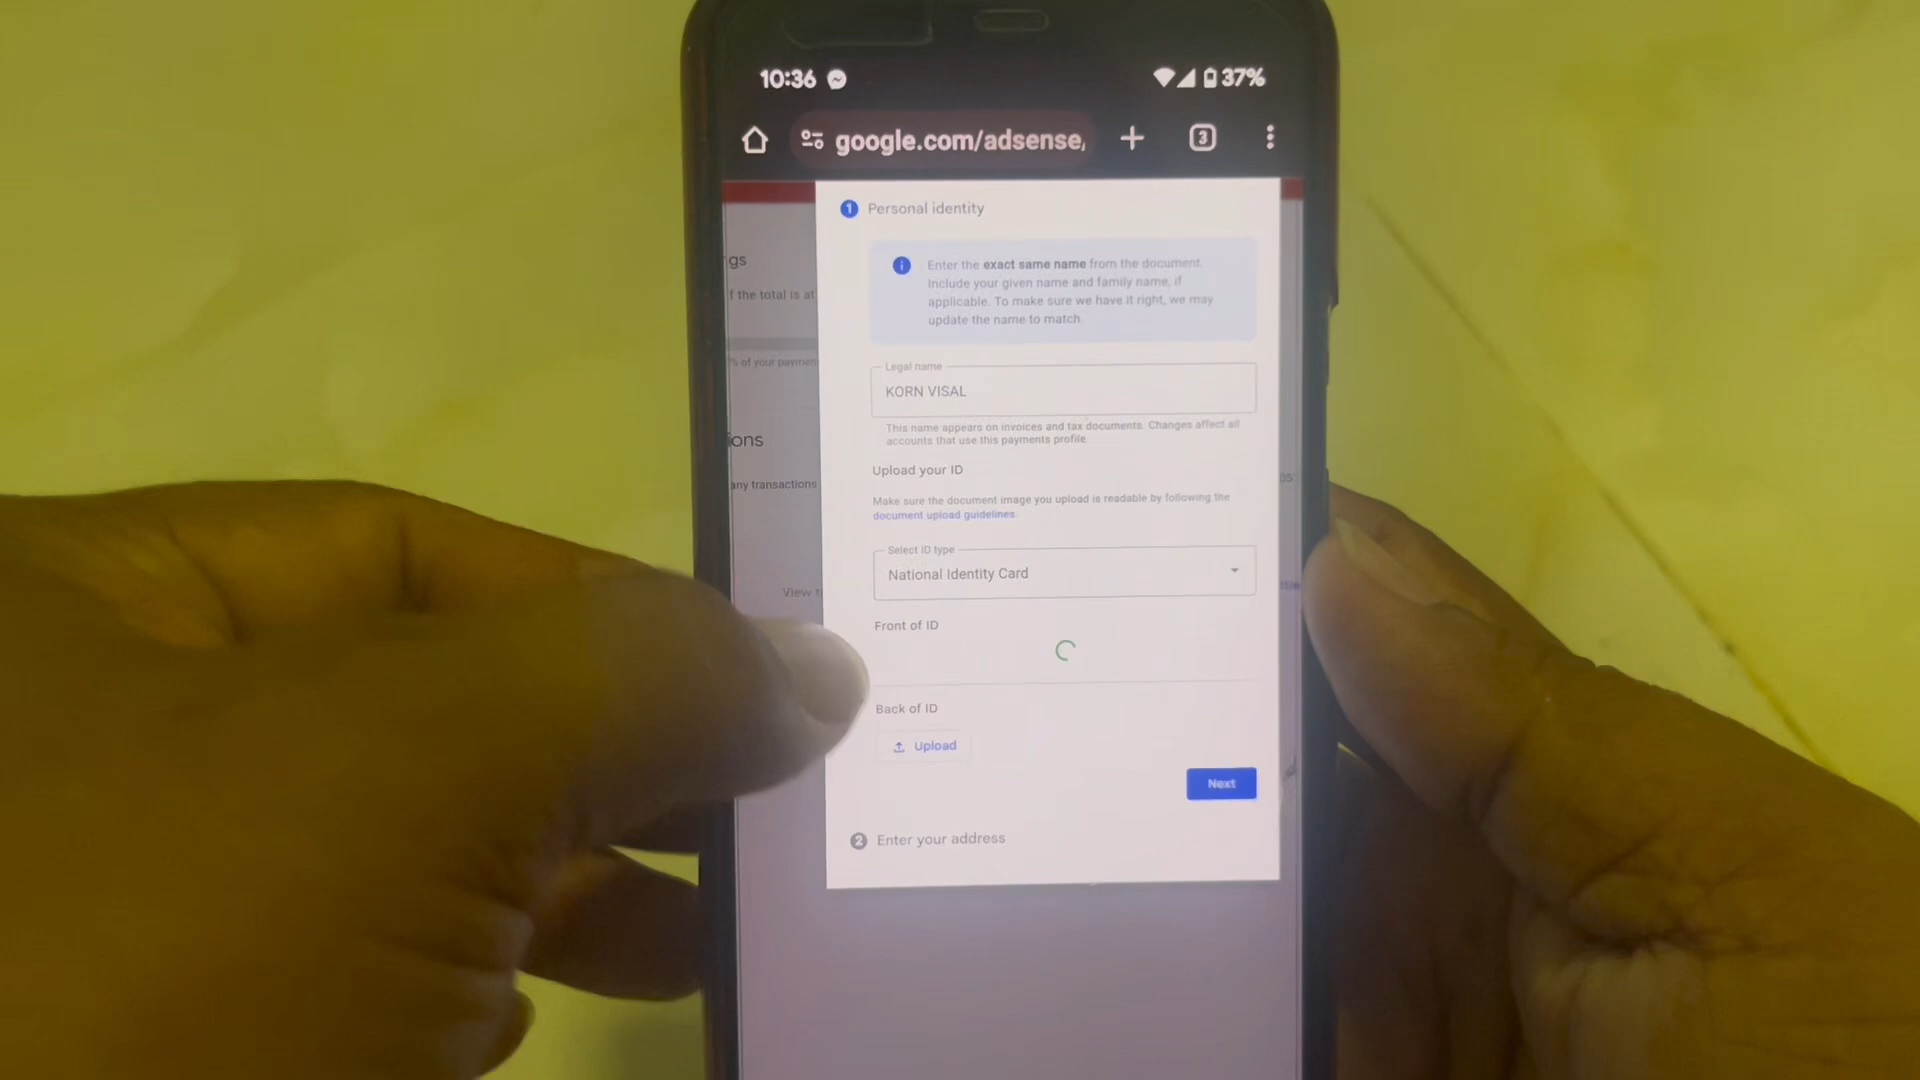 10:36
37%
google.com/adsense/
3
1 Personal identity
gs
Enter the exact same name from the document.
Include your given name and family name, if
applicable. To make sure we have it right, we may
update the name to match.
f the total is at
% of your paymen
Legal name
KORN VISAL
This name appears on invoices and tax documents. Changes affect all
accounts that use this payments profile.
ions
Upload your ID
any transactions
Make sure the document image you upload is readable by following the
document upload guidelines.
Select ID type
National Identity Card
View t
Front of ID
Back of ID
Upload
Next
2 Enter your address